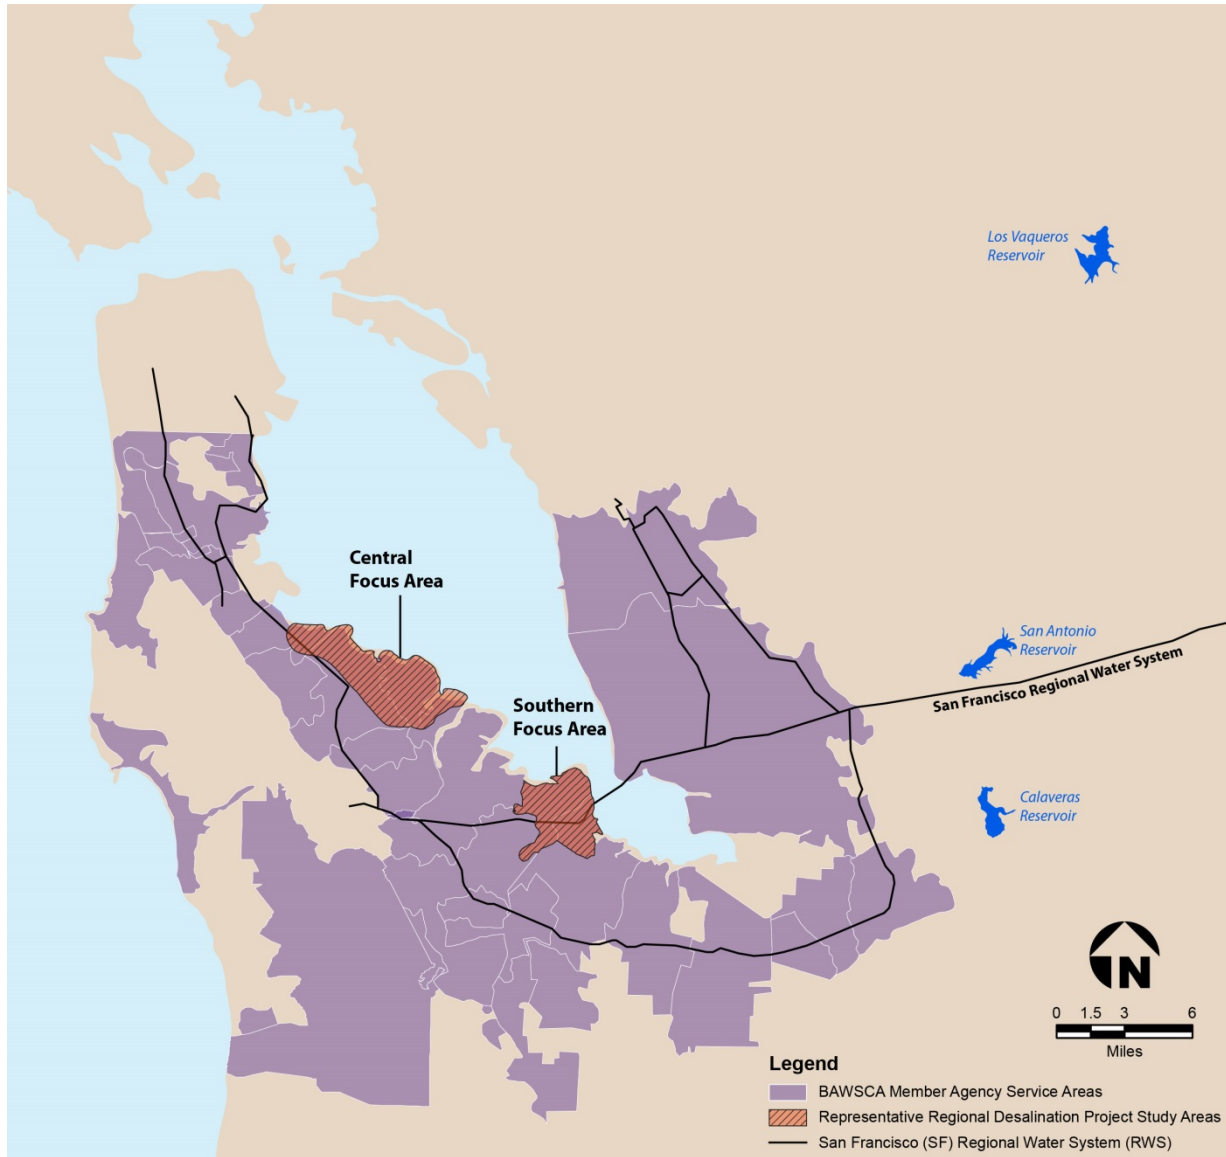 Los Vaqueros
Reservoir
Central
Focus Area
San Antonio
Reservoir
San Francisco Regional Water System
Southern
Focus Area
Calaveras
Reservoir
N
0 1.5 3 6
Miles
Legend
BAWSCA Member Agency Service Areas
Representative Regional Desalination Project Study Areas
San Francisco (SF) Regional Water System (RWS)